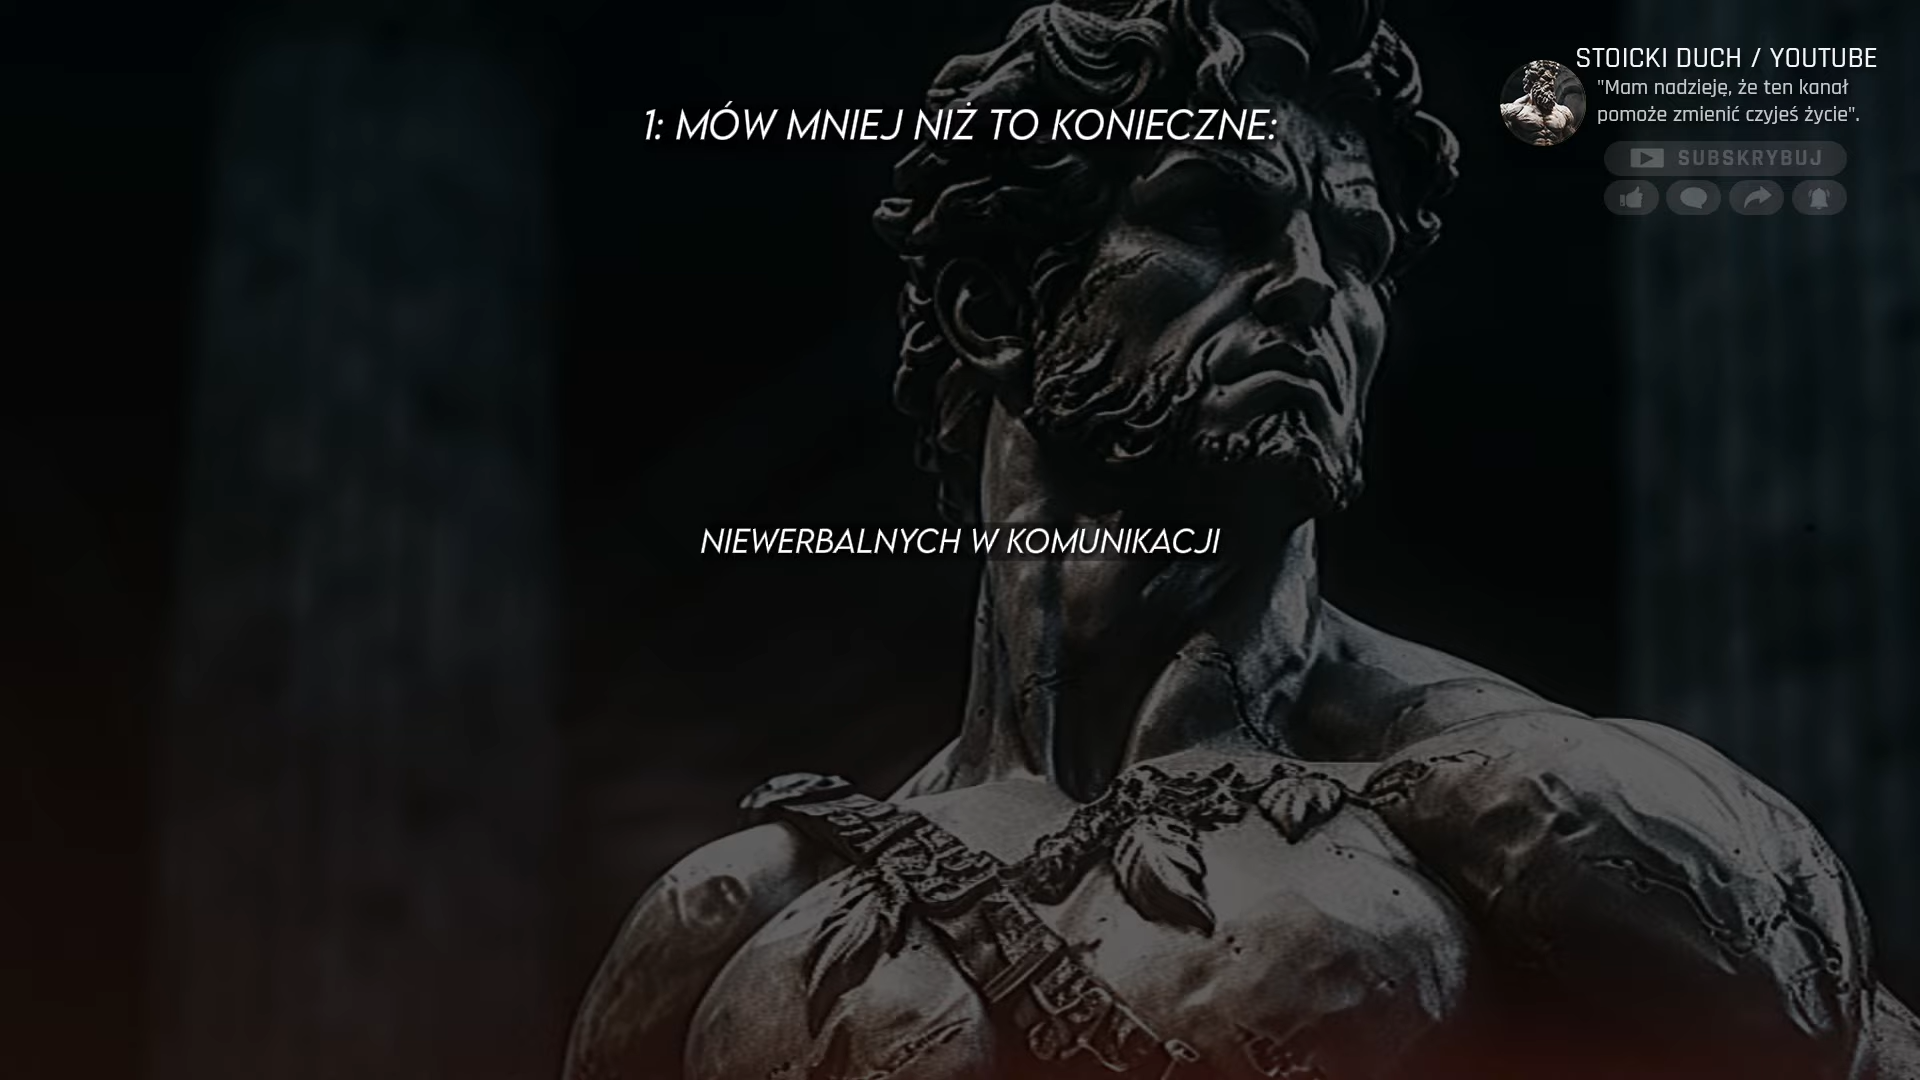 STOICKI DUCH / YOUTUBE
"Mam nadzieję, że ten kanał
pomoże zmienić czyjeś życie".
SUBSKRYBUJ
1: MÓW MNIEJ NIŻ TO KONIECZNE:
NIEWERBALNYCH W KOMUNIKACJI